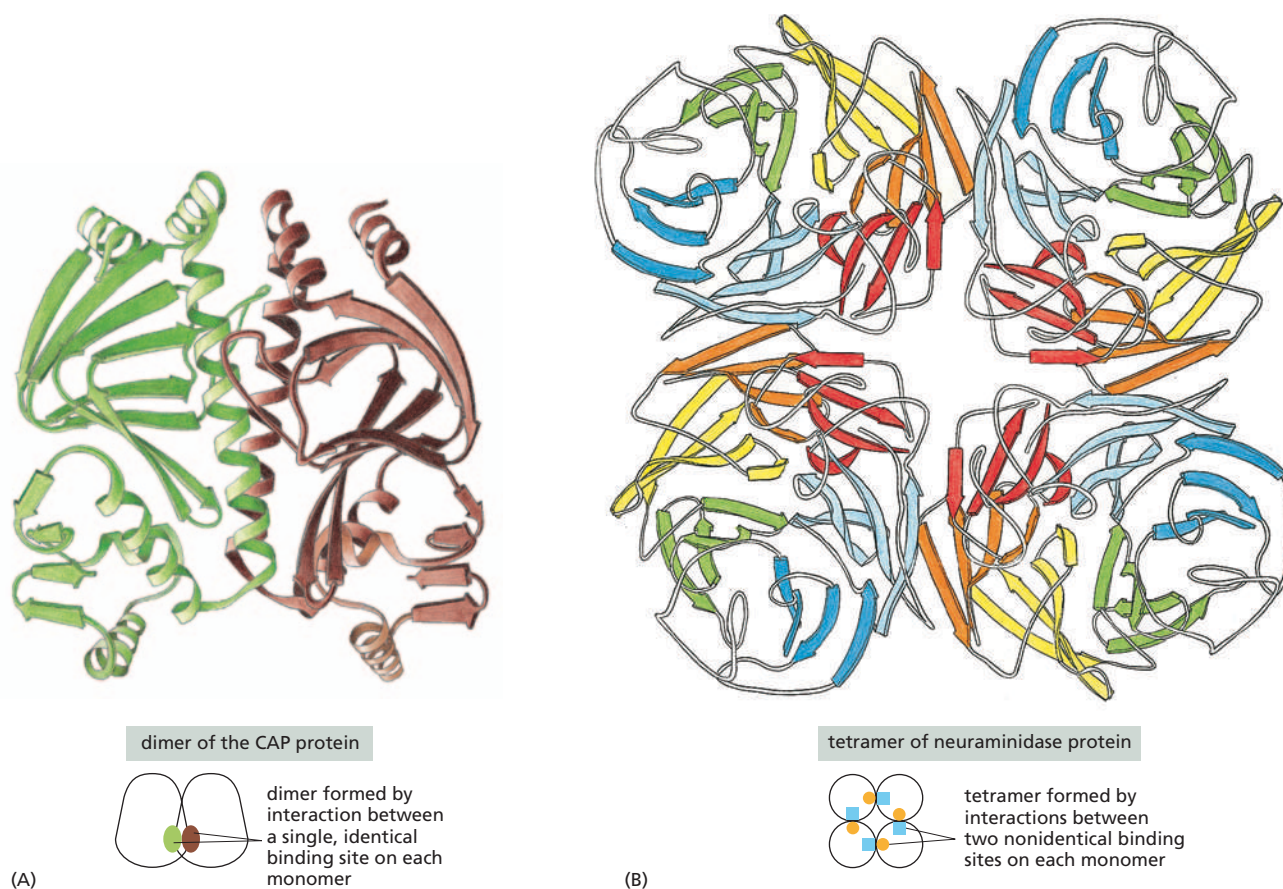 dimer of the CAP protein
dimer formed by
interaction between
a single, identical
binding site on each
monomer
(A)
tetramer of neuraminidase protein
tetramer formed by
interactions between
two nonidentical binding
sites on each monomer
(B)